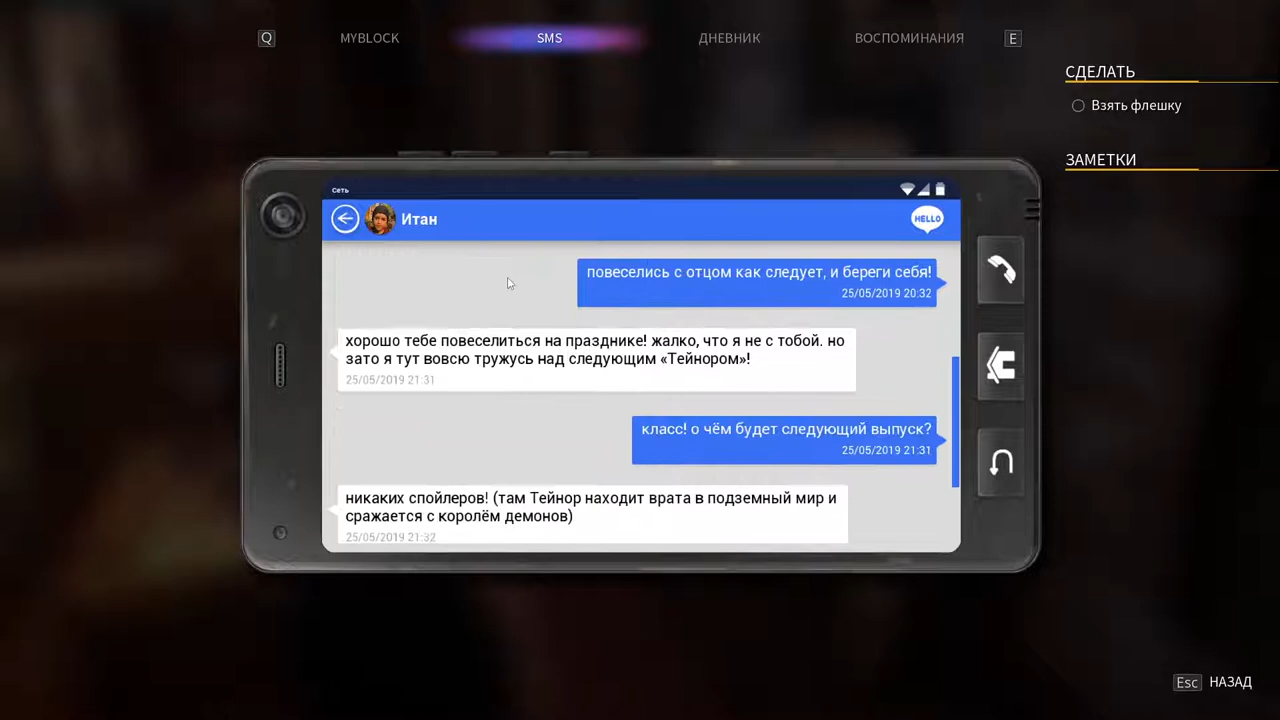 Q MYBLOCK SMS ДНЕВНИК ВОСПОМИНАНИЯ E
СДЕЛАТЬ
Взять флешку
ЗАМЕТКИ
Сеть
Итан
HELLO
повеселись с отцом как следует, и береги себя!
25/05/2019 20:32
хорошо тебе повеселиться на празднике! жалко, что я не с тобой. но
зато я тут вовсю тружусь над следующим «Тейнором»!
25/05/2019 21:31
класс! о чём будет следующий выпуск?
25/05/2019 21:31
никаких спойлеров! (там Тейнор находит врата в подземный мир и
сражается с королём демонов)
25/05/2019 21:32
Esc НАЗАД